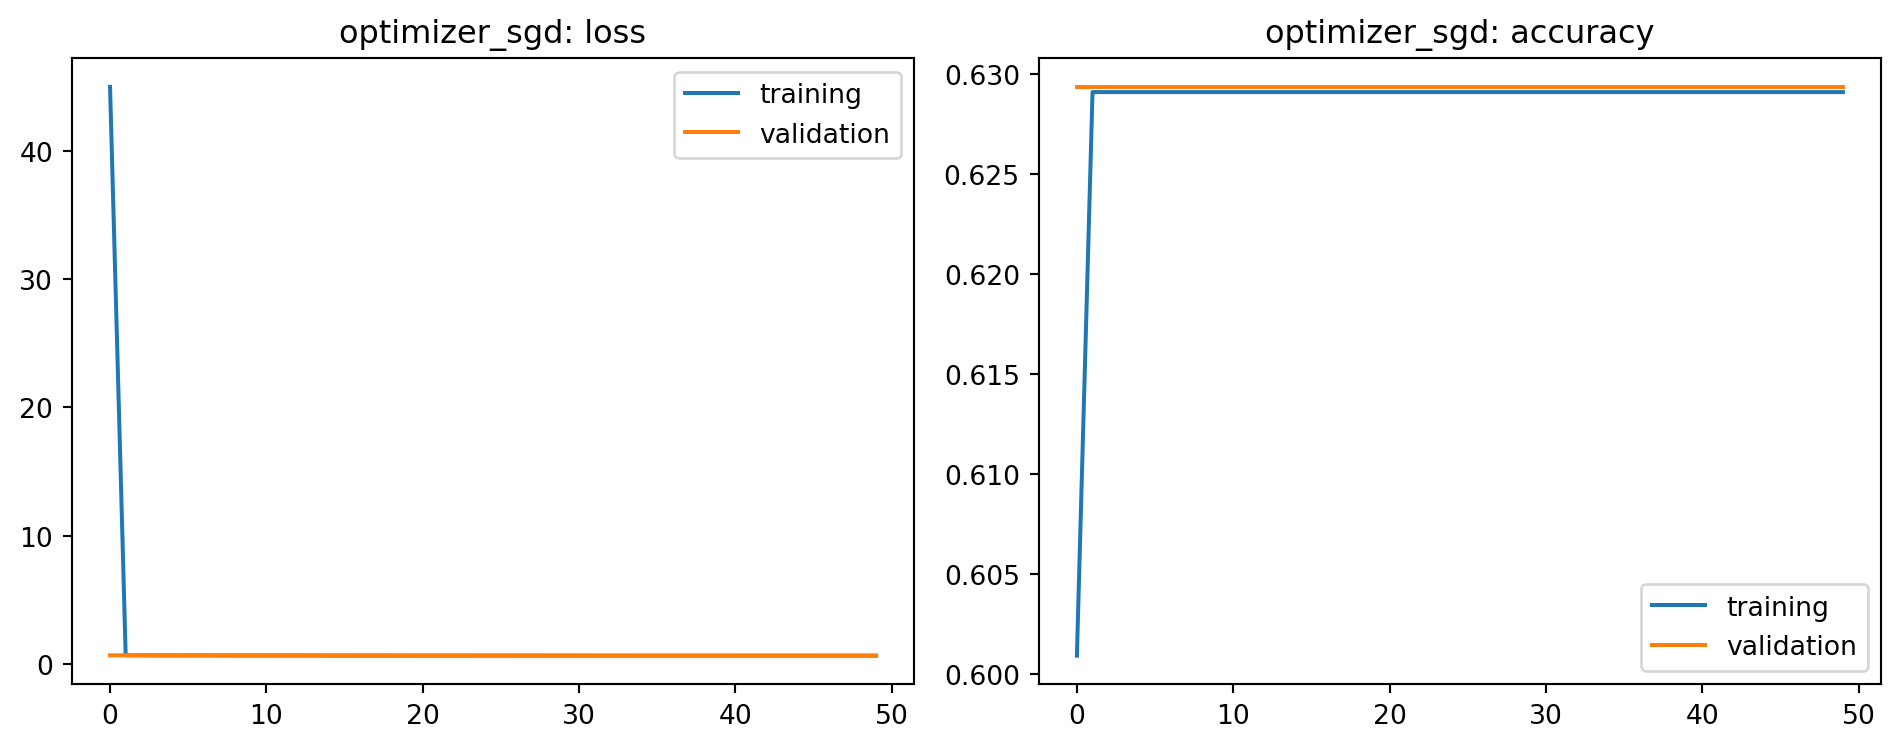 optimizer_sgd: loss
training
validation
40
30
20
10
0
0 10 20 30 40 50
optimizer_sgd: accuracy
0.630
0.625
0.620
0.615
0.610
0.605
0.600
training
validation
0 10 20 30 40 50